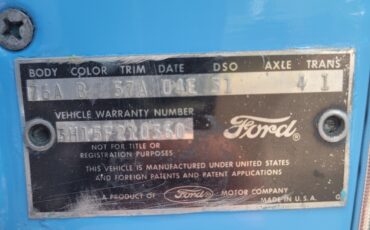 BODY COLOR TRIM DATE DSO AXLE TRANS
76A B 57A 04E 51 4 1
VEHICLE WARRANTY NUMBER
Ford®
NOT FOR TITLE OR
REGISTRATION PURPOSES
THIS VEHICLE IS MANUFACTURED UNDER UNITED STATES
AND FOREIGN PATENTS AND PATENT APPLICATIONS
A PRODUCT OF Ford MOTOR COMPANY
MADE IN U.S.A.